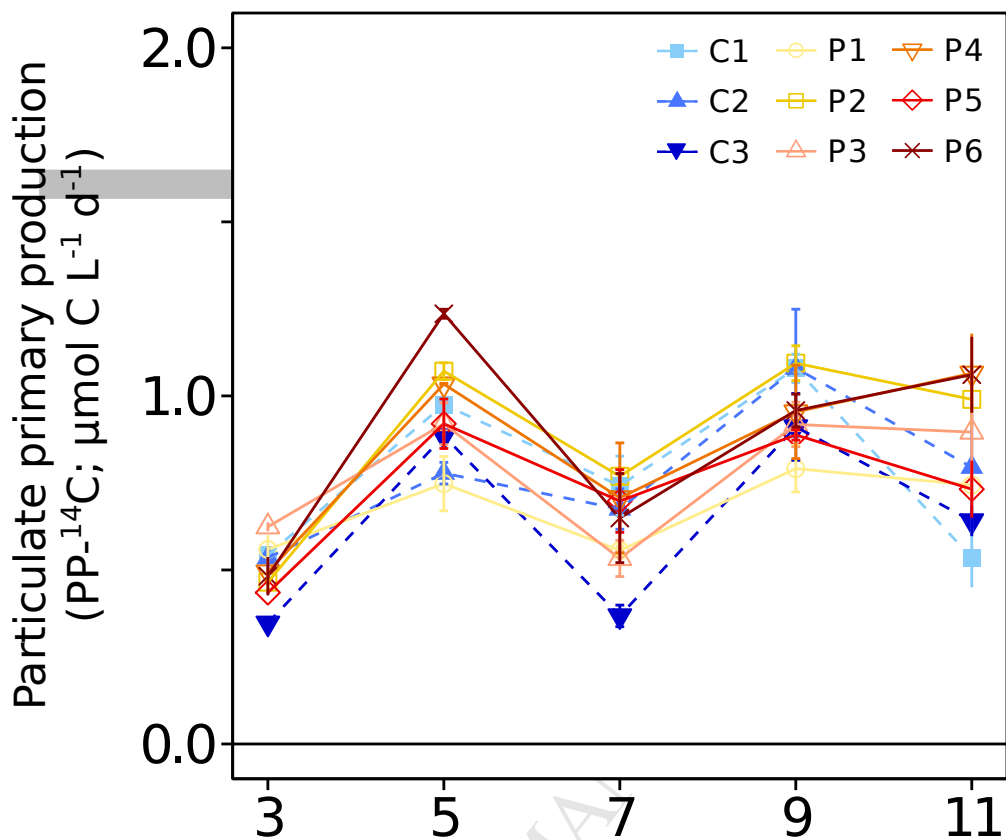 Particulate primary production
(PP-¹⁴C; μmol C L⁻¹ d⁻¹)
2.0
1.0
0.0
C1 P1 P4
C2 P2 P5
C3 P3 P6
3 5 7 9 11